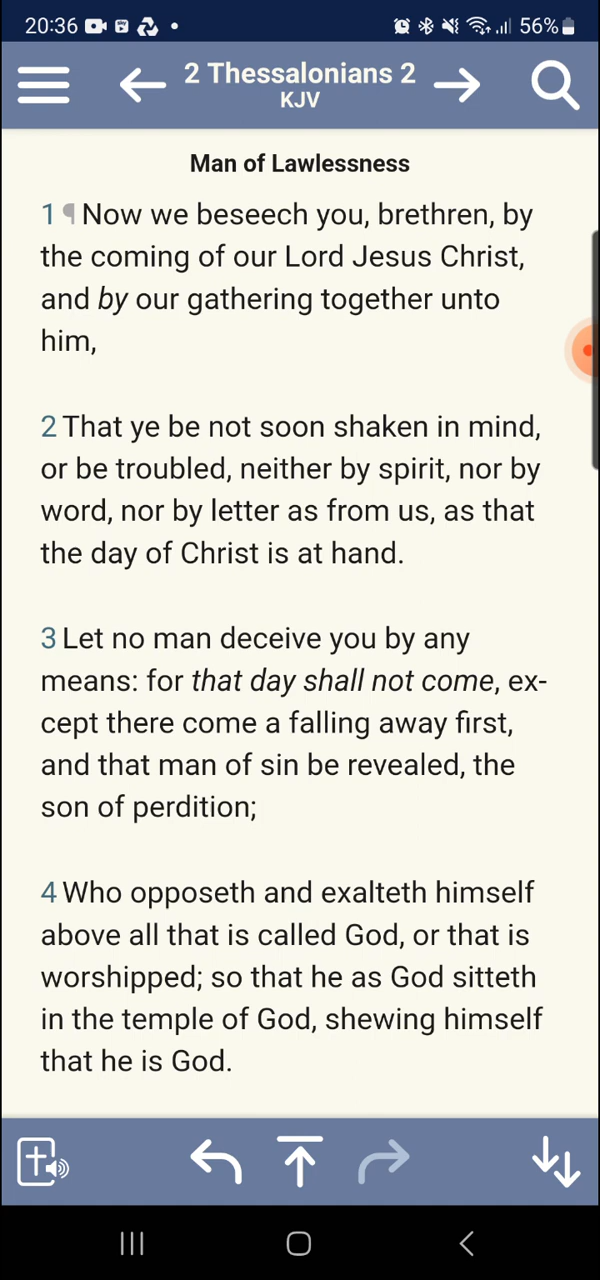 20:36 56%
2 Thessalonians 2
KJV
Man of Lawlessness
1 ¶ Now we beseech you, brethren, by
the coming of our Lord Jesus Christ,
and by our gathering together unto
him,
2 That ye be not soon shaken in mind,
or be troubled, neither by spirit, nor by
word, nor by letter as from us, as that
the day of Christ is at hand.
3 Let no man deceive you by any
means: for that day shall not come, ex-
cept there come a falling away first,
and that man of sin be revealed, the
son of perdition;
4 Who opposeth and exalteth himself
above all that is called God, or that is
worshipped; so that he as God sitteth
in the temple of God, shewing himself
that he is God.